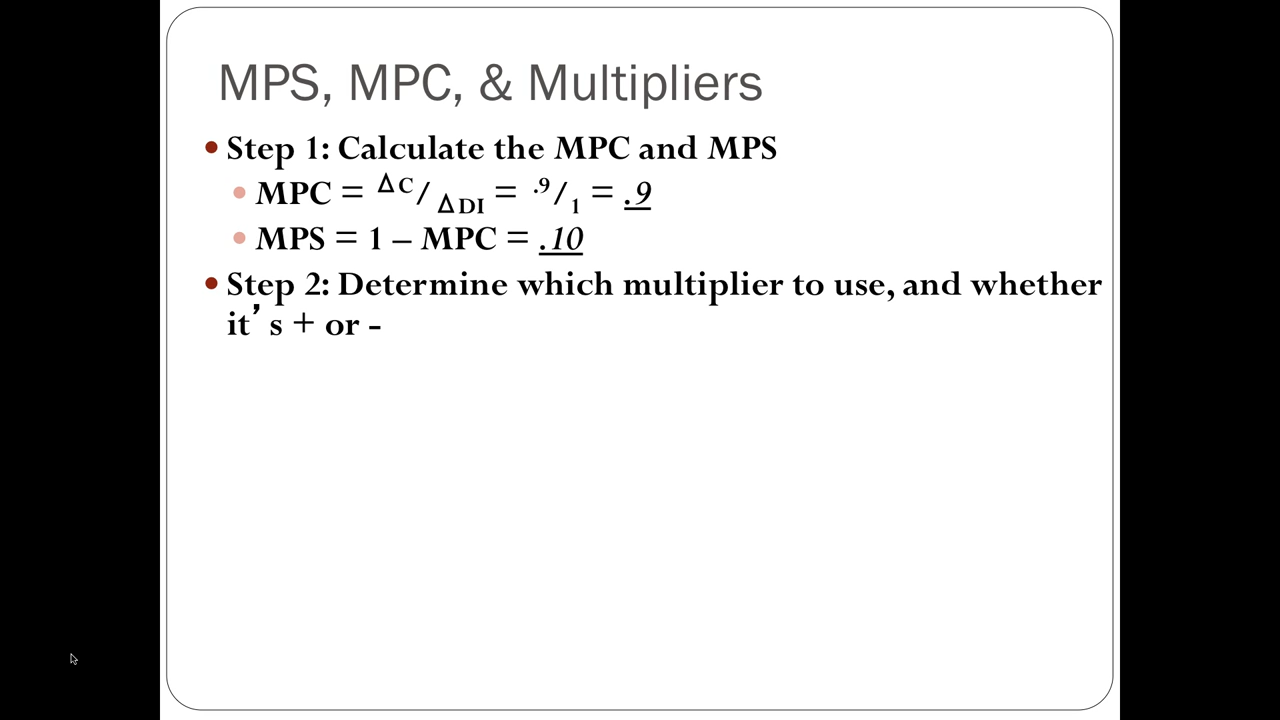 MPS, MPC, & Multipliers
• Step 1: Calculate the MPC and MPS
• MPC = ΔC/ΔDI = .9/1 = .9
• MPS = 1 – MPC = .10
• Step 2: Determine which multiplier to use, and whether
it’s + or -